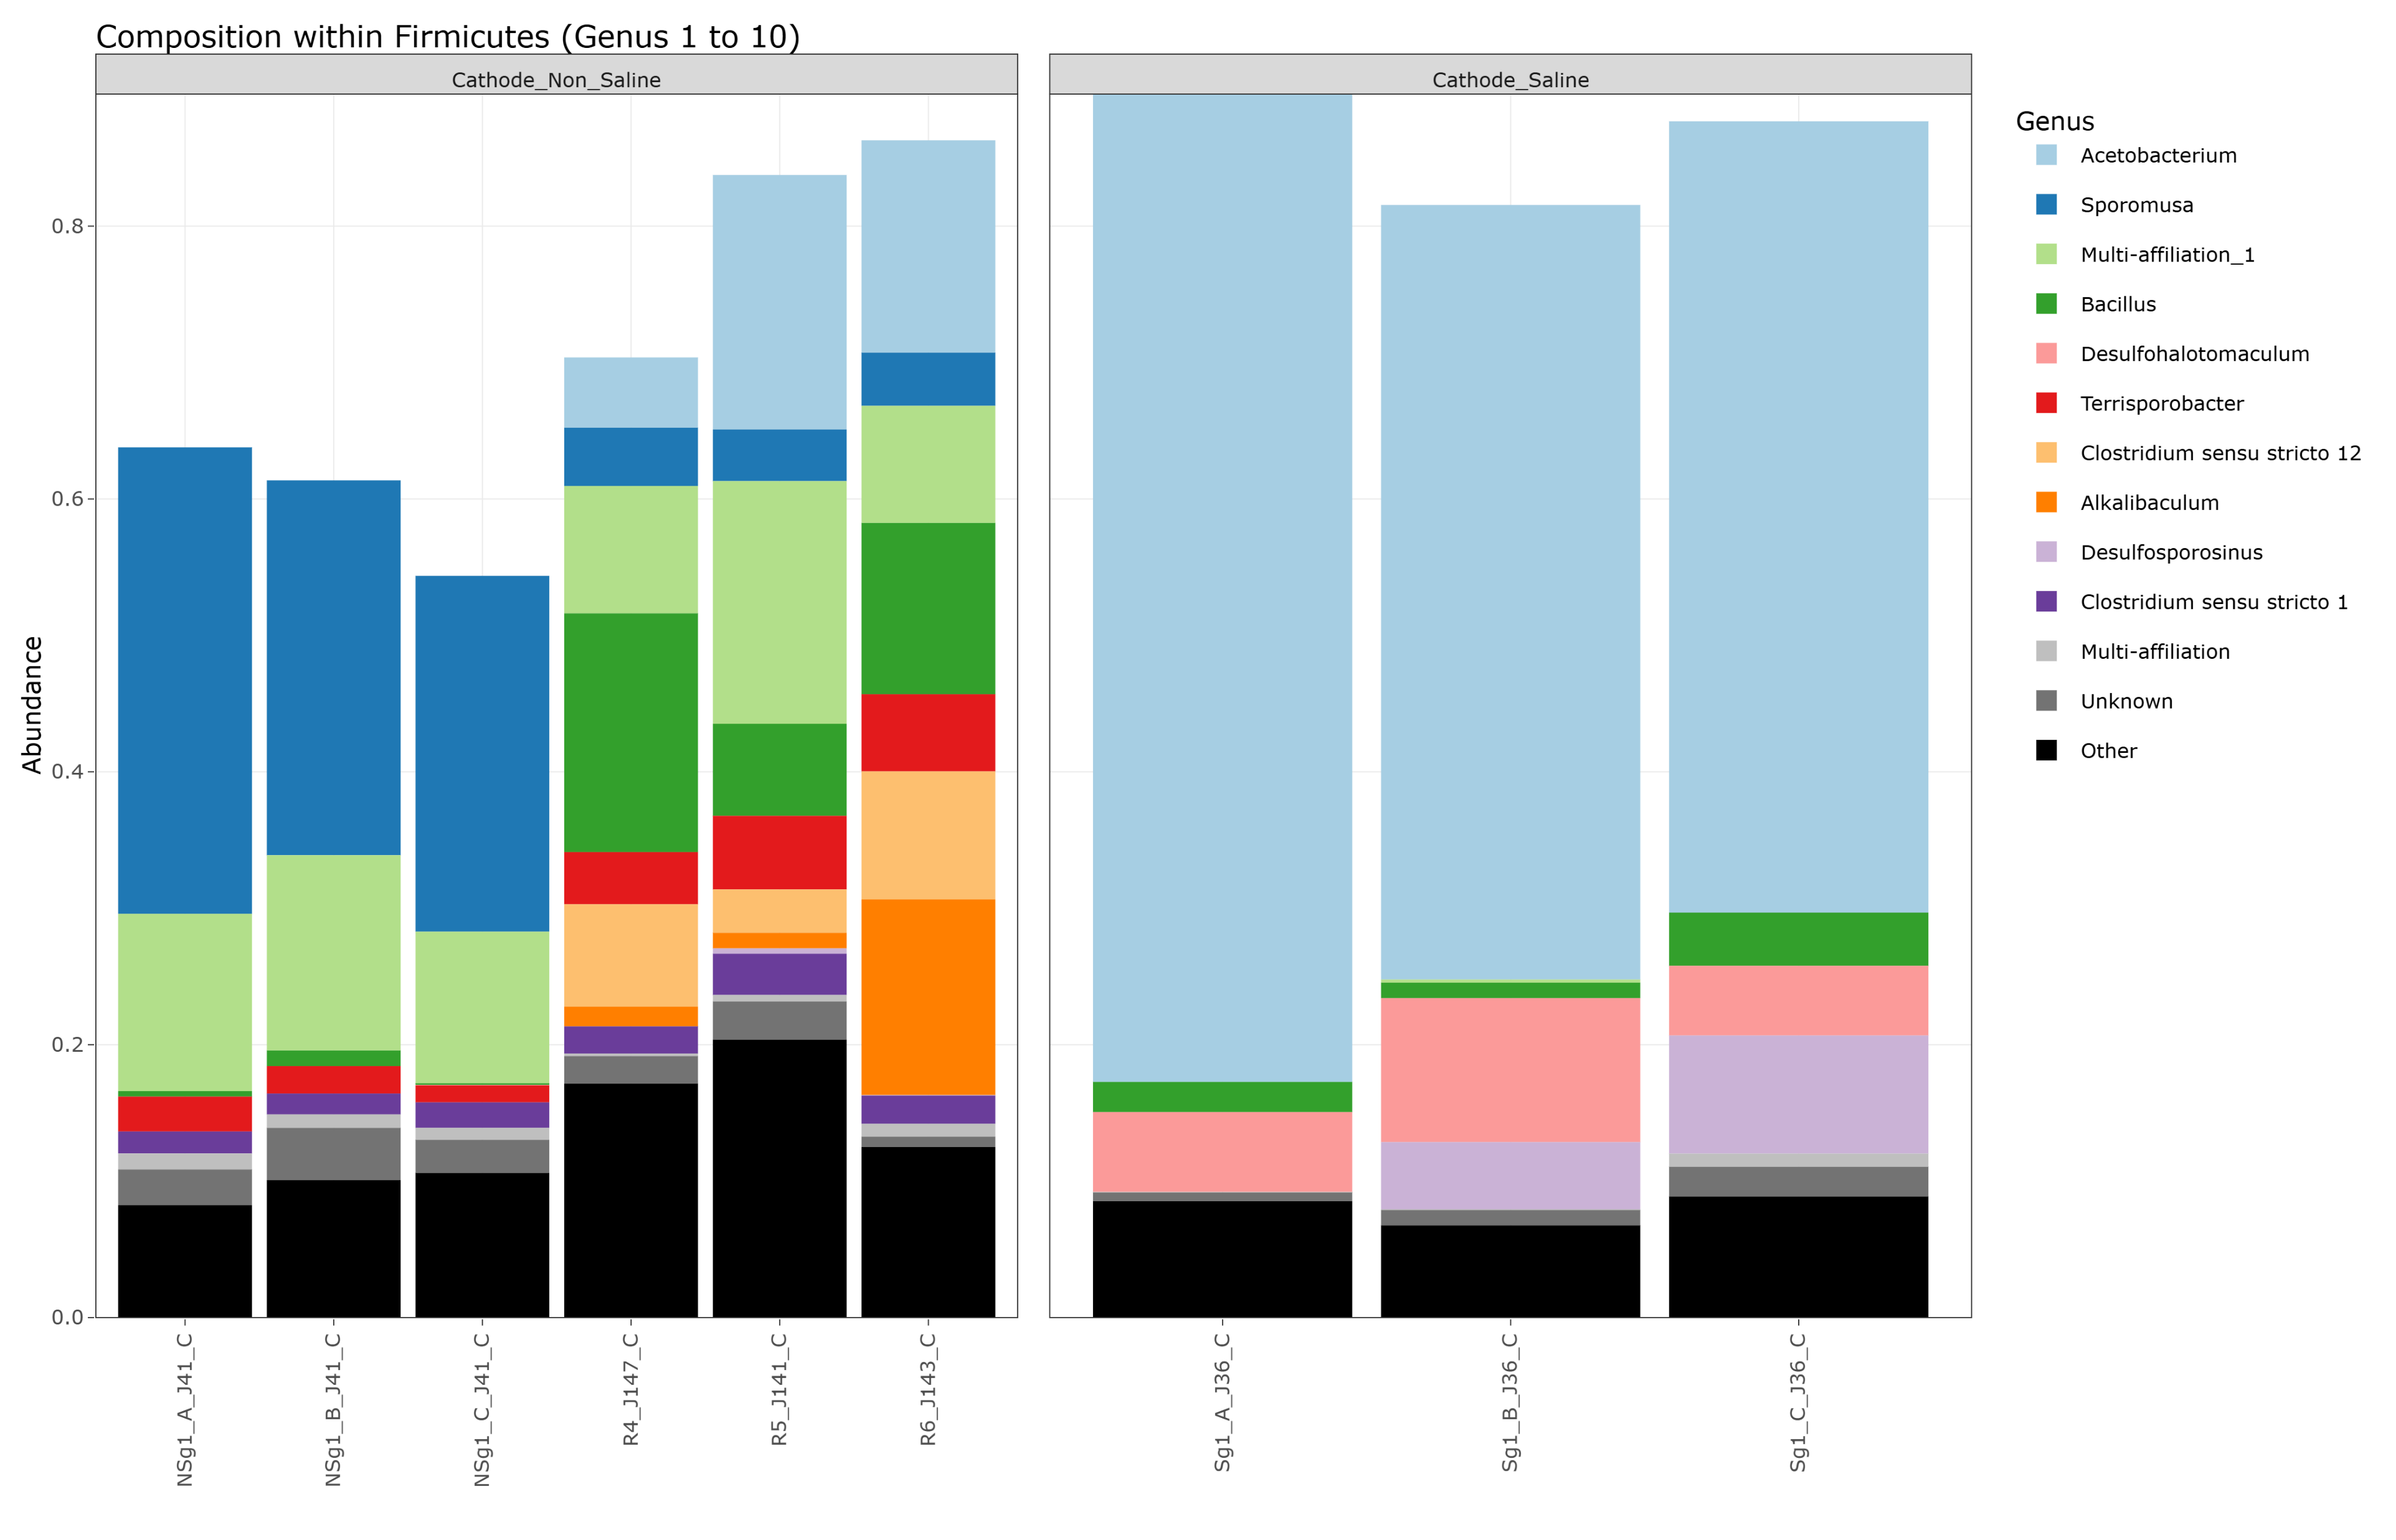 Composition within Firmicutes (Genus 1 to 10)
Cathode_Non_Saline
Cathode_Saline
Abundance
0.8
0.6
0.4
0.2
0.0
NSg1_A_J41_C
NSg1_B_J41_C
NSg1_C_J41_C
R4_J147_C
R5_J141_C
R6_J143_C
Sg1_A_J36_C
Sg1_B_J36_C
Sg1_C_J36_C
Genus
Acetobacterium
Sporomusa
Multi-affiliation_1
Bacillus
Desulfohalotomaculum
Terrisporobacter
Clostridium sensu stricto 12
Alkalibaculum
Desulfosporosinus
Clostridium sensu stricto 1
Multi-affiliation
Unknown
Other